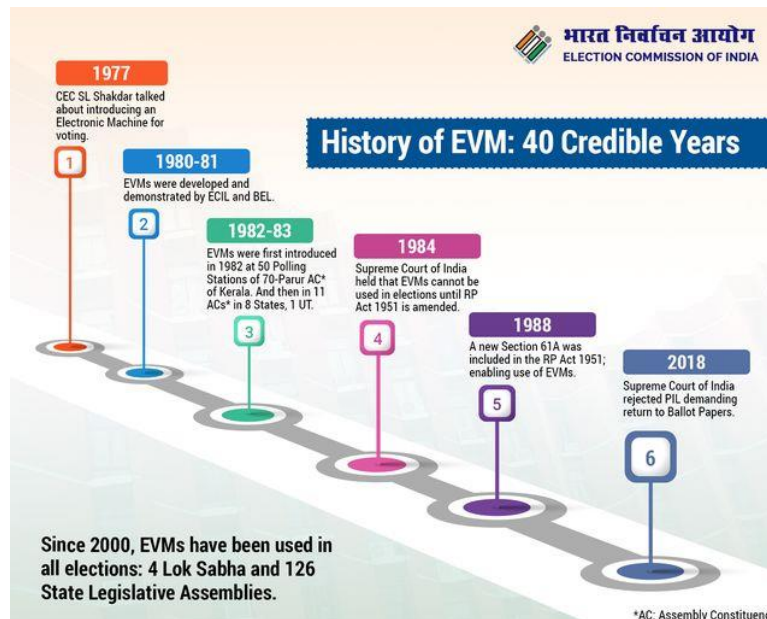 भारत निर्वाचन आयोग
ELECTION COMMISSION OF INDIA
History of EVM: 40 Credible Years
1977
CEC SL Shakdar talked
about introducing an
Electronic Machine for
voting.
1
1980-81
EVMs were developed and
demonstrated by ECIL and BEL.
2
1982-83
EVMs were first introduced
in 1982 at 50 Polling
Stations of 70-Parur AC*
of Kerala. And then in 11
ACs* in 8 States, 1 UT.
3
1984
Supreme Court of India
held that EVMs cannot be
used in elections until RP
Act 1951 is amended.
4
1988
A new Section 61A was
included in the RP Act 1951;
enabling use of EVMs.
5
2018
Supreme Court of India
rejected PIL demanding
return to Ballot Papers.
6
Since 2000, EVMs have been used in
all elections: 4 Lok Sabha and 126
State Legislative Assemblies.
*AC: Assembly Constituenc